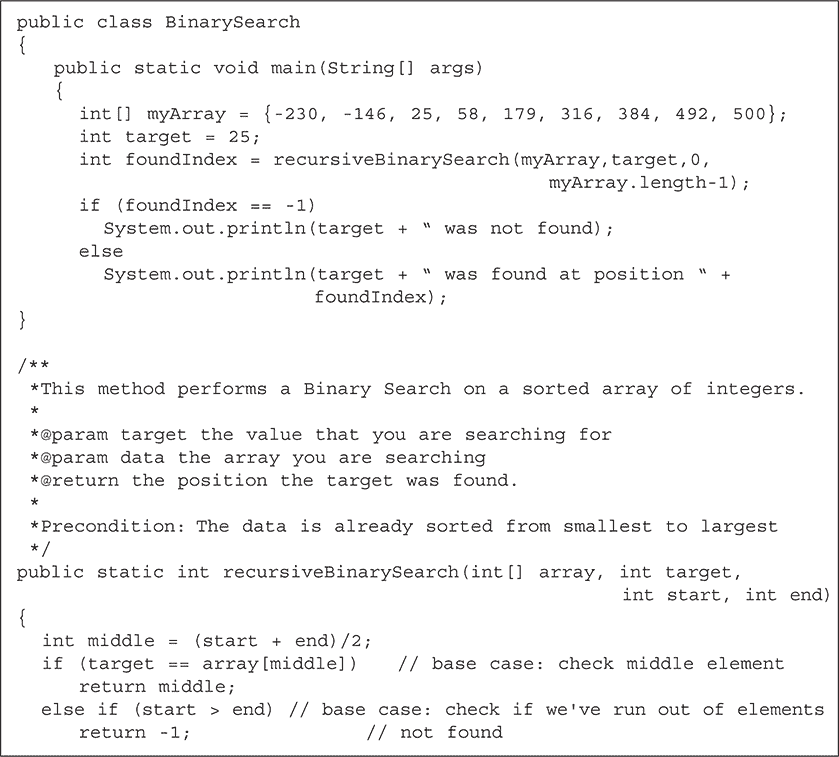 public class BinarySearch
{
   public static void main(String[] args)
   {
     int[] myArray = {-230, -146, 25, 58, 179, 316, 384, 492, 500};
     int target = 25;
     int foundIndex = recursiveBinarySearch(myArray,target,0,
                                           myArray.length-1);
     if (foundIndex == -1)
       System.out.println(target + “ was not found);
     else
       System.out.println(target + “ was found at position “ +
                        foundIndex);
}

/**
 *This method performs a Binary Search on a sorted array of integers.
 *
 *@param target the value that you are searching for
 *@param data the array you are searching
 *@return the position the target was found.
 *
 *Precondition: The data is already sorted from smallest to largest
 */
public static int recursiveBinarySearch(int[] array, int target,
                                                 int start, int end)
{
  int middle = (start + end)/2;
  if (target == array[middle])   // base case: check middle element
     return middle;
  else if (start > end) // base case: check if we've run out of elements
     return -1;              // not found